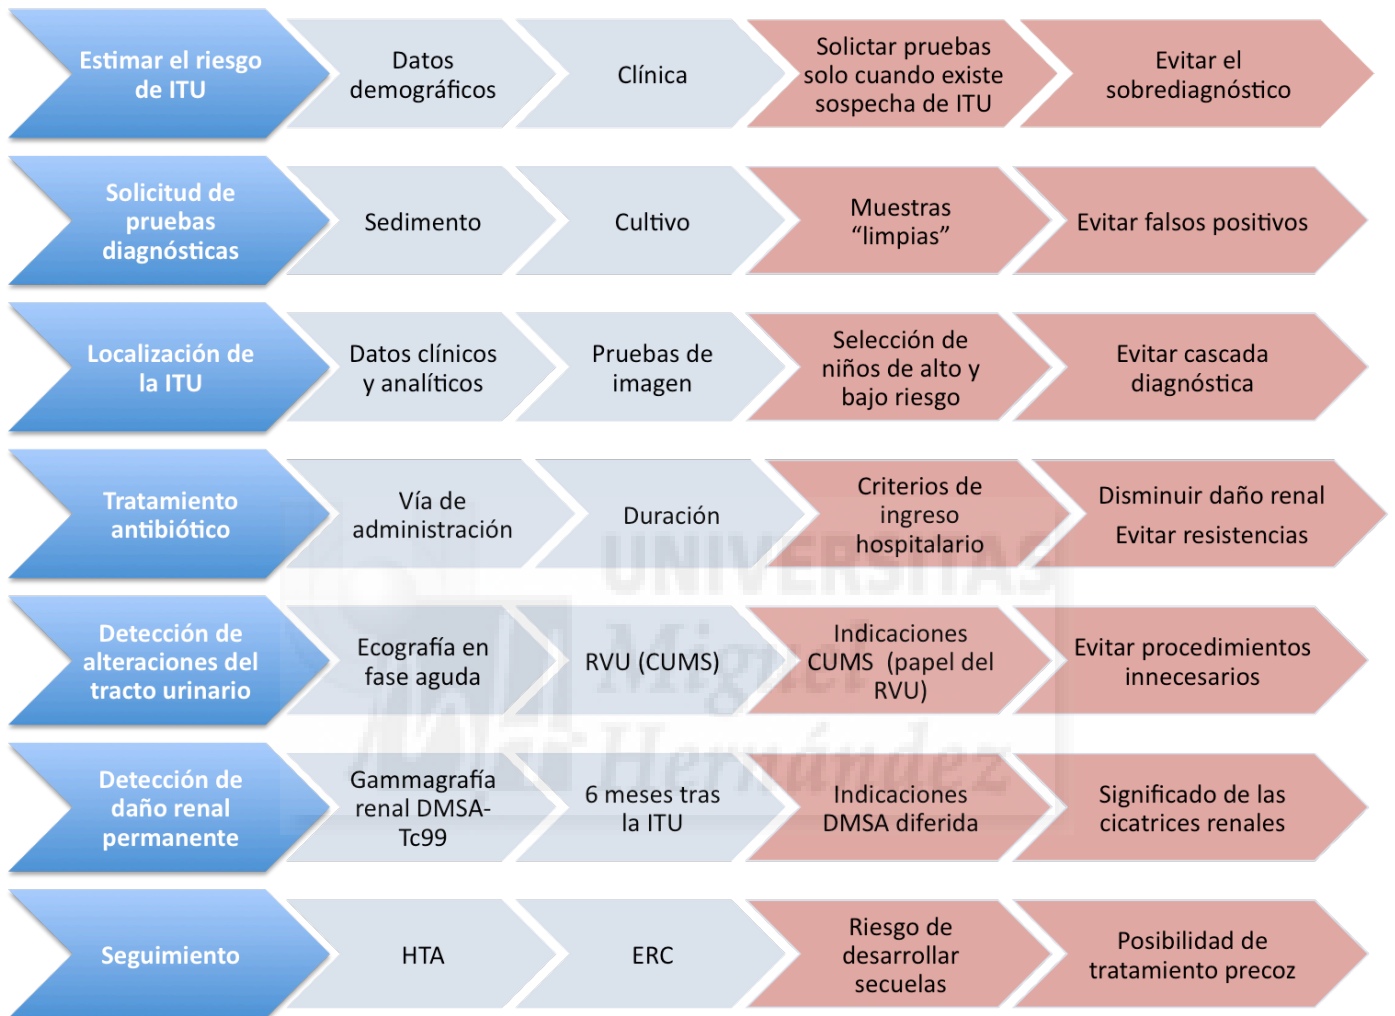 Estimar el riesgo
de ITU
Datos
demográficos
Clínica
Solictar pruebas
solo cuando existe
sospecha de ITU
Evitar el
sobrediagnóstico
Solicitud de
pruebas
diagnósticas
Sedimento
Cultivo
Muestras
“limpias”
Evitar falsos positivos
Localización de
la ITU
Datos clínicos
y analíticos
Pruebas de
imagen
Selección de
niños de alto y
bajo riesgo
Evitar cascada
diagnóstica
Tratamiento
antibiótico
Vía de
administración
Duración
Criterios de
ingreso
hospitalario
Disminuir daño renal
Evitar resistencias
Detección de
alteraciones del
tracto urinario
Ecografía en
fase aguda
RVU (CUMS)
Indicaciones
CUMS (papel del
RVU)
Evitar procedimientos
innecesarios
Detección de
daño renal
permanente
Gammagrafía
renal DMSA-
Tc99
6 meses tras
la ITU
Indicaciones
DMSA diferida
Significado de las
cicatrices renales
Seguimiento
HTA
ERC
Riesgo de
desarrollar
secuelas
Posibilidad de
tratamiento precoz
UNIVERSITAS
Miguel
Hernández